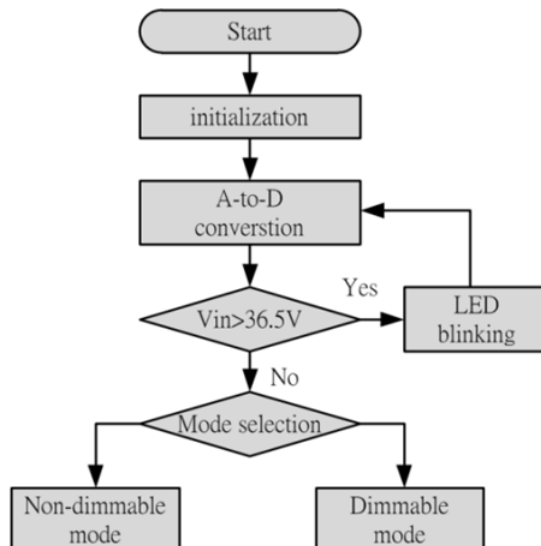 Start
initialization
A-to-D
converstion
Vin>36.5V
Yes
LED
blinking
No
Mode selection
Non-dimmable
mode
Dimmable
mode